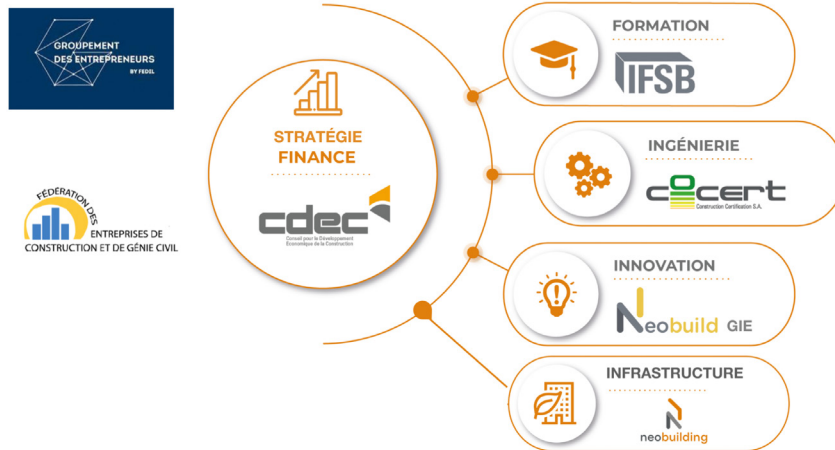 GROUPEMENT
DES ENTREPRENEURS
BY FEDIL
FÉDÉRATION DES
ENTREPRISES DE
CONSTRUCTION ET DE GÉNIE CIVIL
STRATÉGIE
FINANCE
cdec
Conseil pour le Développement
Economique de la Construction
FORMATION
IFSB
INGÉNIERIE
cocert
Construction Certification S.A.
INNOVATION
Neobuild GIE
INFRASTRUCTURE
neobuilding